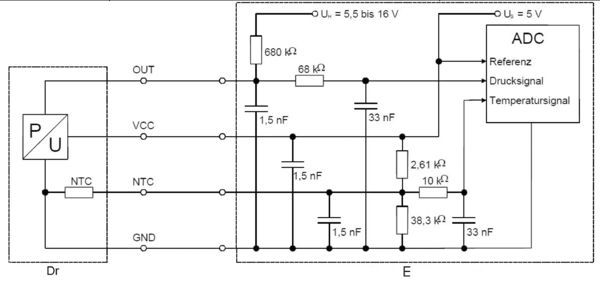 U_H = 5,5 bis 16 V
U_S = 5 V
ADC
680 kΩ
Referenz
OUT
68 kΩ
Drucksignal
Temperatursignal
1,5 nF
33 nF
P
U
VCC
2,61 kΩ
1,5 nF
NTC
NTC
10 kΩ
38,3 kΩ
1,5 nF
33 nF
GND
Dr
E